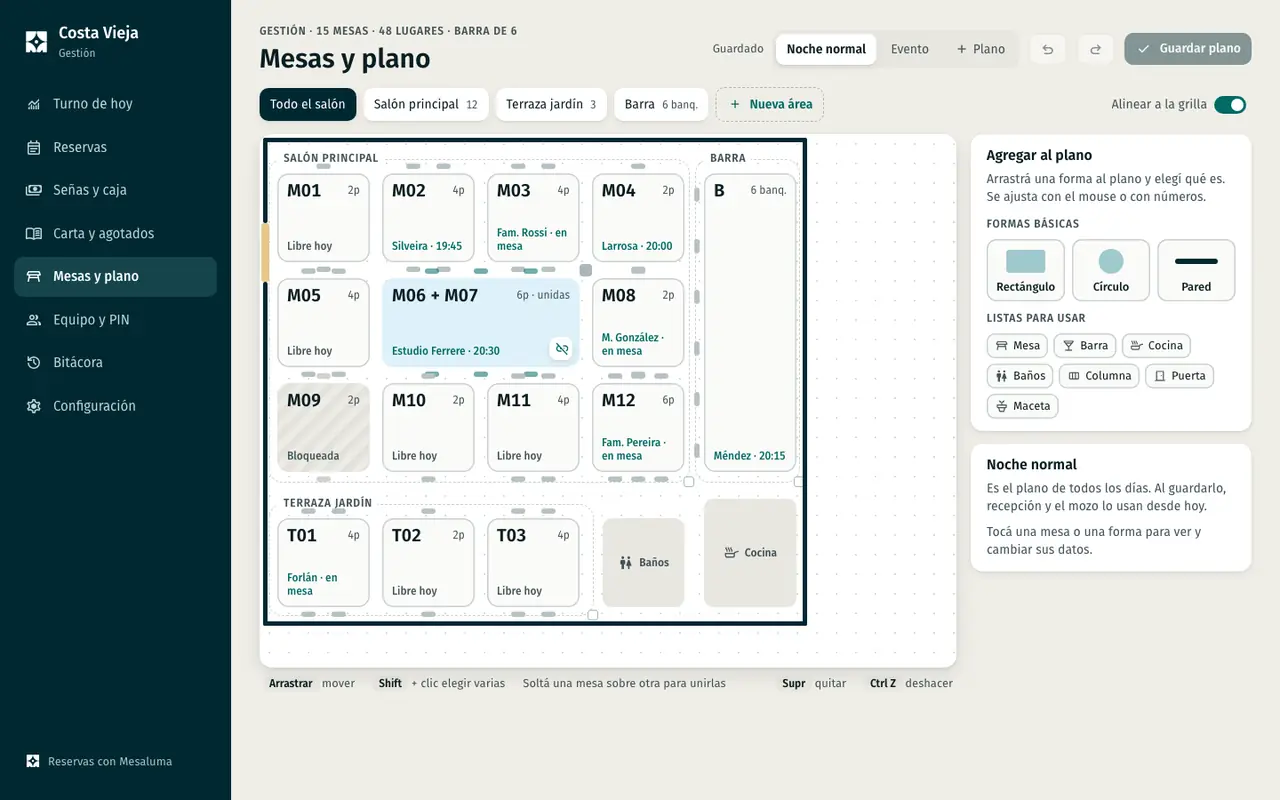 Costa Vieja
Gestión
Turno de hoy
Reservas
Señas y caja
Carta y agotados
Mesas y plano
Equipo y PIN
Bitácora
Configuración
Reservas con Mesaluma
GESTIÓN · 15 MESAS · 48 LUGARES · BARRA DE 6
Mesas y plano
Guardado
Noche normal
Evento
+ Plano
Guardar plano
Todo el salón
Salón principal 12
Terraza jardín 3
Barra 6 banq.
+ Nueva área
Alinear a la grilla
SALÓN PRINCIPAL
BARRA
M01 2p
Libre hoy
M02 4p
Silveira · 19:45
M03 4p
Fam. Rossi · en
mesa
M04 2p
Larrosa · 20:00
B 6 banq.
Méndez · 20:15
M05 4p
Libre hoy
M06 + M07 6p · unidas
Estudio Ferrere · 20:30
M08 2p
M. González ·
en mesa
M09 2p
Bloqueada
M10 2p
Libre hoy
M11 4p
Libre hoy
M12 6p
Fam. Pereira ·
en mesa
TERRAZA JARDÍN
T01 4p
Forlán · en
mesa
T02 2p
Libre hoy
T03 4p
Libre hoy
Baños
Cocina
Arrastrar mover
Shift + clic elegir varias
Soltá una mesa sobre otra para unirlas
Supr quitar
Ctrl Z deshacer
Agregar al plano
Arrastrá una forma al plano y elegí qué es.
Se ajusta con el mouse o con números.
FORMAS BÁSICAS
Rectángulo
Círculo
Pared
LISTAS PARA USAR
Mesa
Barra
Cocina
Baños
Columna
Puerta
Maceta
Noche normal
Es el plano de todos los días. Al guardarlo,
recepción y el mozo lo usan desde hoy.
Tocá una mesa o una forma para ver y
cambiar sus datos.